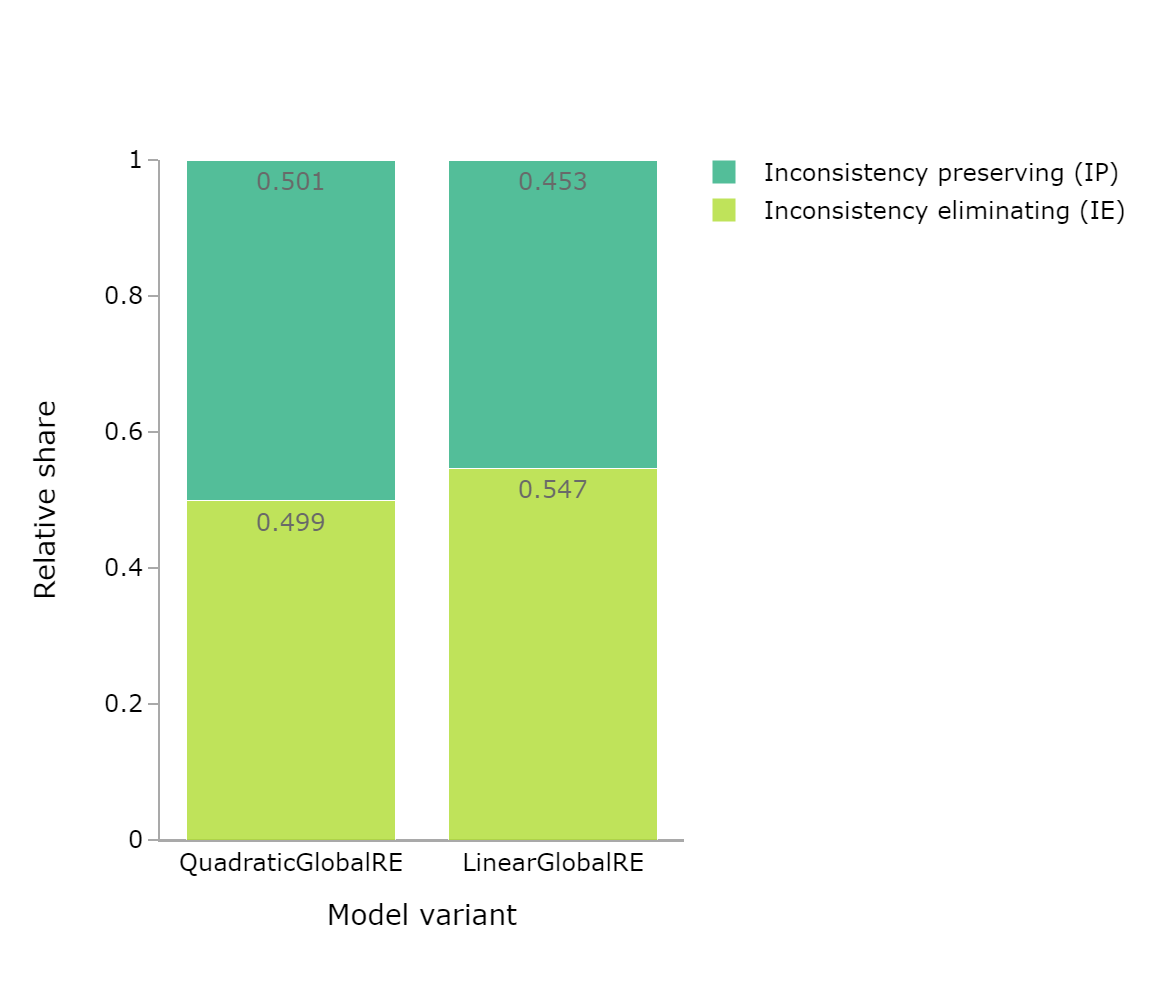 Inconsistency preserving (IP)
Inconsistency eliminating (IE)
1
0.8
0.6
0.4
0.2
0
Relative share
0.501
0.453
0.499
0.547
QuadraticGlobalRE
LinearGlobalRE
Model variant